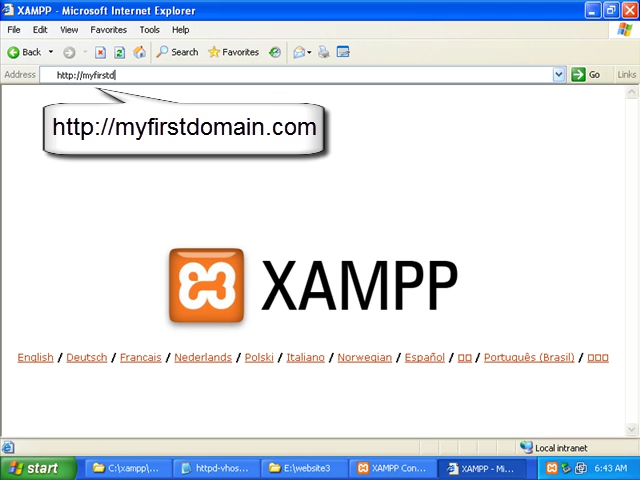 XAMPP - Microsoft Internet Explorer
File Edit View Favorites Tools Help
Back Search Favorites
Address http://myfirstd Go Links
http://myfirstdomain.com
XAMPP
English / Deutsch / Francais / Nederlands / Polski / Italiano / Norwegian / Español / □□ / Português (Brasil) / □□□
Local intranet
start C:\xampp\... httpd-vhos... E:\website3 XAMPP Con... XAMPP - Mi... 6:43 AM